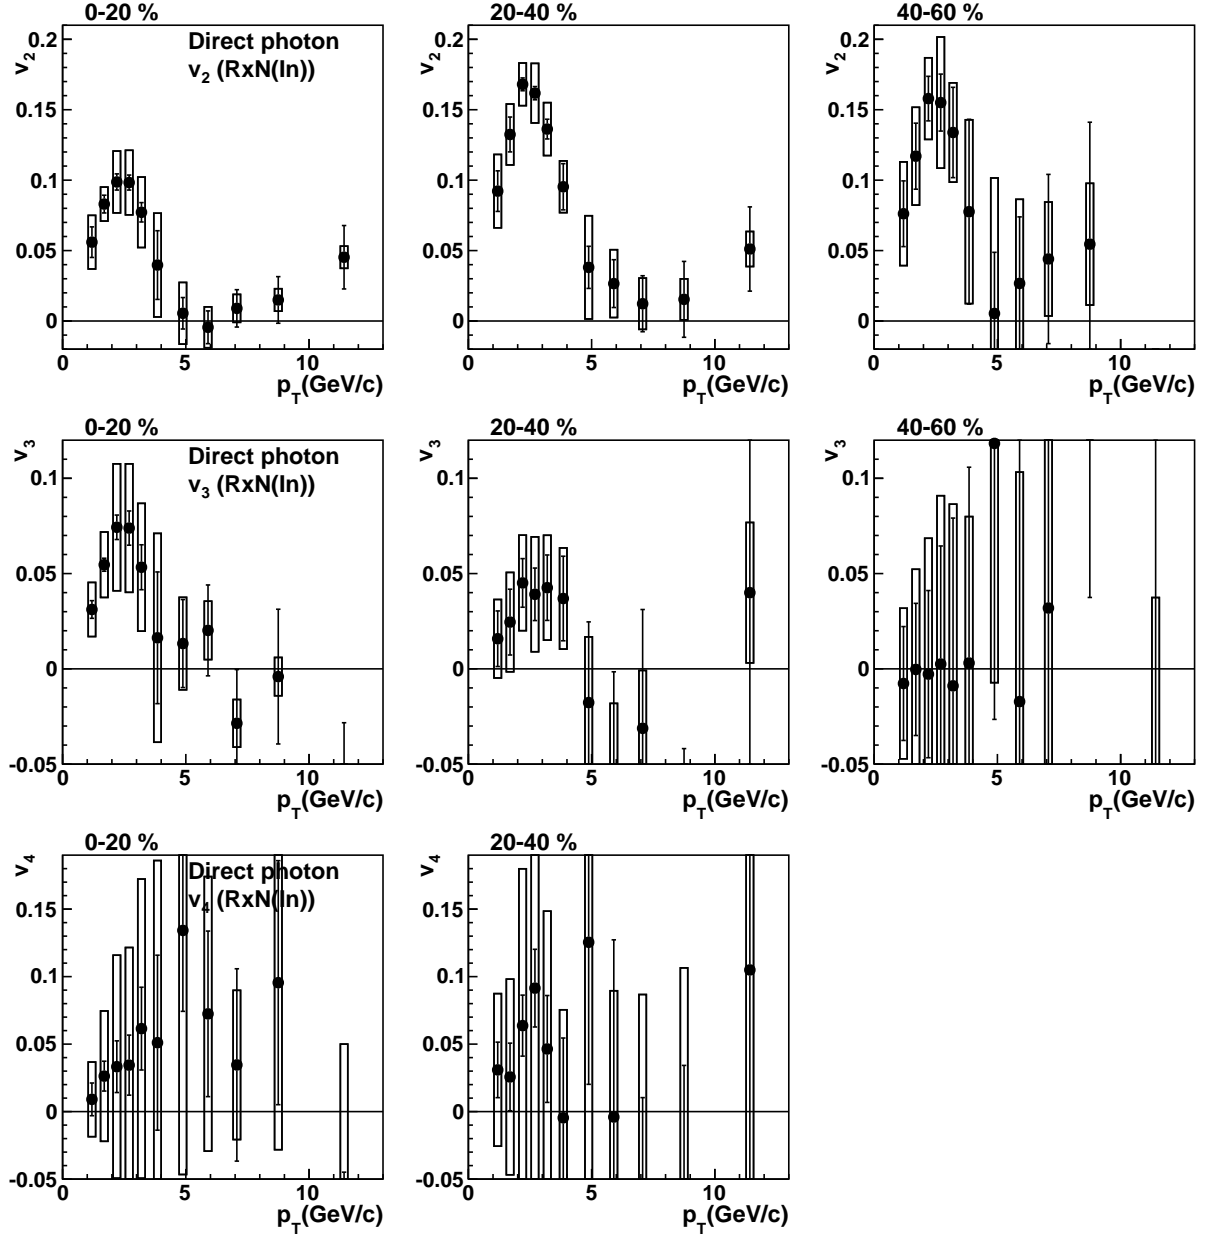 0-20 %
20-40 %
40-60 %
Direct photon
v2 (RxN(In))
v2
0.2
0.15
0.1
0.05
0
0 5 10
pT(GeV/c)
v2
0.2
0.15
0.1
0.05
0
0 5 10
pT(GeV/c)
v2
0.2
0.15
0.1
0.05
0
0 5 10
pT(GeV/c)
0-20 %
20-40 %
40-60 %
Direct photon
v3 (RxN(In))
v3
0.1
0.05
0
-0.05
0 5 10
pT(GeV/c)
v3
0.1
0.05
0
-0.05
0 5 10
pT(GeV/c)
v3
0.1
0.05
0
-0.05
0 5 10
pT(GeV/c)
0-20 %
20-40 %
Direct photon
v4 (RxN(In))
v4
0.15
0.1
0.05
0
-0.05
0 5 10
pT(GeV/c)
v4
0.15
0.1
0.05
0
-0.05
0 5 10
pT(GeV/c)